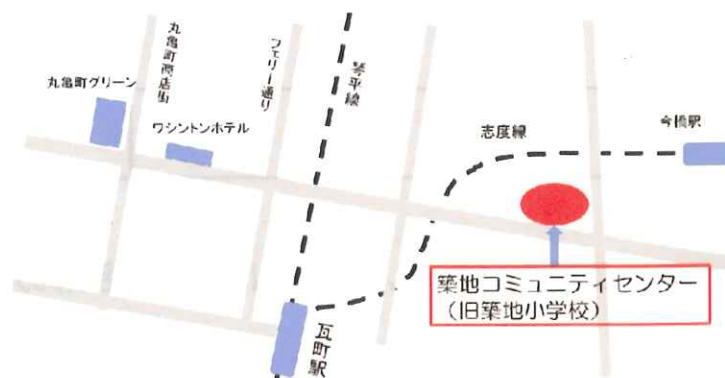 丸亀町グリーン
丸亀町商店街
ワシントンホテル
フェリー通り
琴平線
志度線
今橋駅
瓦町駅
築地コミュニティセンター
（旧築地小学校）